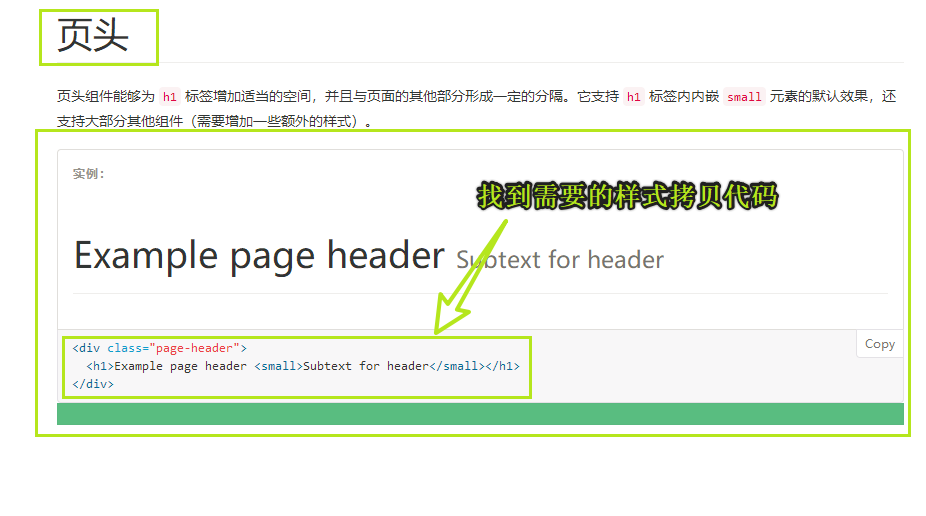 页头
页头组件能够为 h1 标签增加适当的空间，并且与页面的其他部分形成一定的分隔。它支持 h1 标签内内嵌 small 元素的默认效果，还
支持大部分其他组件（需要增加一些额外的样式）。
实例：
找到需要的样式拷贝代码
Example page header Subtext for header
Copy
<div class="page-header">
  <h1>Example page header <small>Subtext for header</small></h1>
</div>